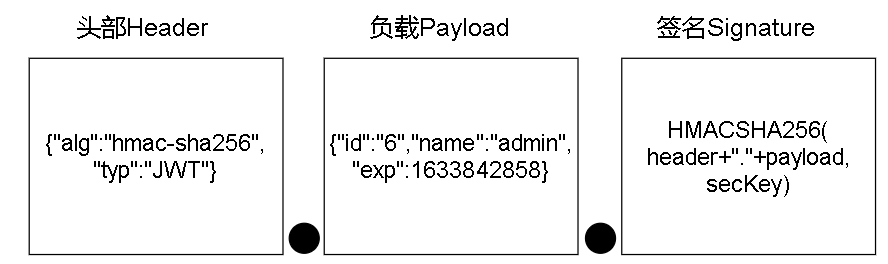 头部Header
负载Payload
签名Signature
{"alg":"hmac-sha256",
"typ":"JWT"}
{"id":"6","name":"admin",
"exp":1633842858}
HMACSHA256(
header+"."+payload,
secKey)